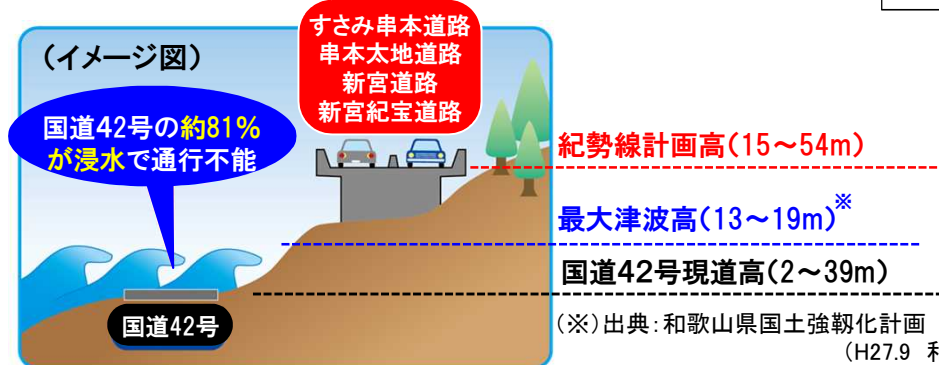 すさみ串本道路
串本太地道路
新宮道路
新宮紀宝道路
（イメージ図）
国道42号の約81%
が浸水で通行不能
紀勢線計画高（15～54m）
最大津波高（13～19m）※
国道42号現道高（2～39m）
国道42号
（※）出典：和歌山県国土強靱化計画
（H27.9